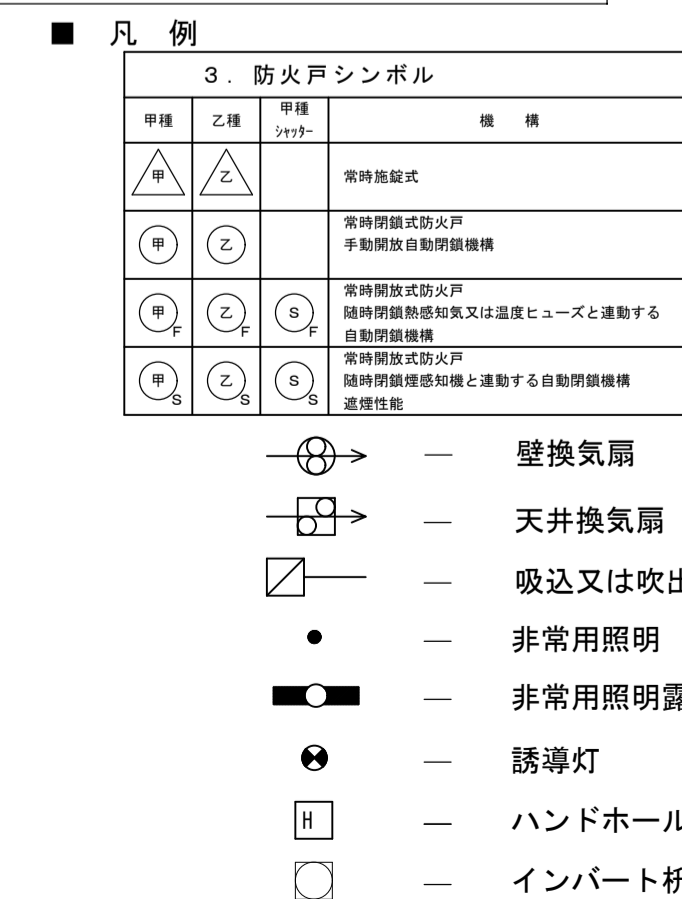 ■ 凡例
3. 防火戸シンボル
甲種 乙種 甲種 シャッター 機構
甲 乙 常時施錠式
甲 乙 常時閉鎖式防火戸
手動開放自動閉鎖機構
甲F 乙F SF 常時開放式防火戸
随時閉鎖熱感知気又は温度ヒューズと連動する
自動閉鎖機構
甲S 乙S SS 常時開放式防火戸
随時閉鎖煙感知機と連動する自動閉鎖機構
遮煙性能
― 壁換気扇
― 天井換気扇
― 吸込又は吹出
― 非常用照明
― 非常用照明露
― 誘導灯
H ― ハンドホール
― インバート枡